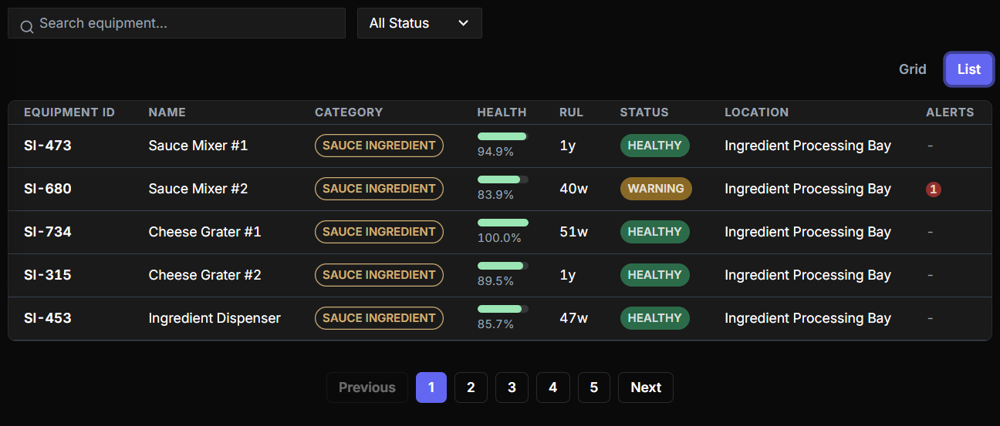 Search equipment...
All Status
Grid List
EQUIPMENT ID NAME CATEGORY HEALTH RUL STATUS LOCATION ALERTS
SI-473 Sauce Mixer #1 SAUCE INGREDIENT 94.9% 1y HEALTHY Ingredient Processing Bay -
SI-680 Sauce Mixer #2 SAUCE INGREDIENT 83.9% 40w WARNING Ingredient Processing Bay 1
SI-734 Cheese Grater #1 SAUCE INGREDIENT 100.0% 51w HEALTHY Ingredient Processing Bay -
SI-315 Cheese Grater #2 SAUCE INGREDIENT 89.5% 1y HEALTHY Ingredient Processing Bay -
SI-453 Ingredient Dispenser SAUCE INGREDIENT 85.7% 47w HEALTHY Ingredient Processing Bay -
Previous 1 2 3 4 5 Next